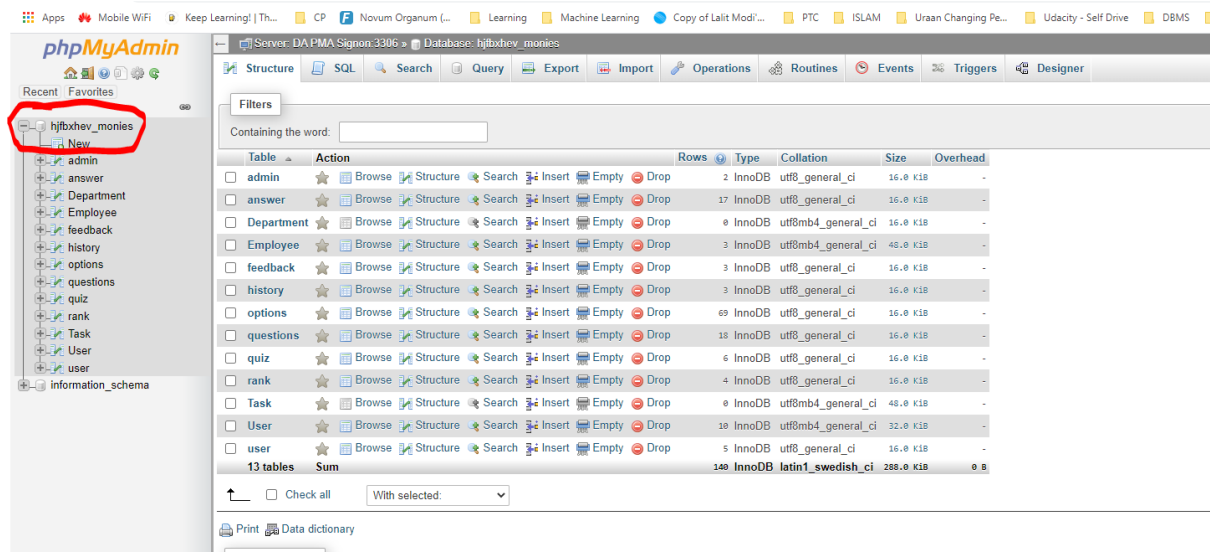 Apps Mobile WiFi Keep Learning! | Th... CP Novum Organum (... Learning Machine Learning Copy of Lalit Modi'... PTC ISLAM Uraan Changing Pe... Udacity - Self Drive DBMS
phpMyAdmin
Recent Favorites
hjfbxhev_monies
New
admin
answer
Department
Employee
feedback
history
options
questions
quiz
rank
Task
User
user
information_schema
Server: DA PMA Signon:3306 » Database: hjfbxhev_monies
Structure SQL Search Query Export Import Operations Routines Events Triggers Designer
Filters
Containing the word:
Table Action Rows Type Collation Size Overhead
admin Browse Structure Search Insert Empty Drop 2 InnoDB utf8_general_ci 16.0 KiB -
answer Browse Structure Search Insert Empty Drop 17 InnoDB utf8_general_ci 16.0 KiB -
Department Browse Structure Search Insert Empty Drop 0 InnoDB utf8mb4_general_ci 16.0 KiB -
Employee Browse Structure Search Insert Empty Drop 3 InnoDB utf8mb4_general_ci 48.0 KiB -
feedback Browse Structure Search Insert Empty Drop 3 InnoDB utf8_general_ci 16.0 KiB -
history Browse Structure Search Insert Empty Drop 3 InnoDB utf8_general_ci 16.0 KiB -
options Browse Structure Search Insert Empty Drop 69 InnoDB utf8_general_ci 16.0 KiB -
questions Browse Structure Search Insert Empty Drop 18 InnoDB utf8_general_ci 16.0 KiB -
quiz Browse Structure Search Insert Empty Drop 6 InnoDB utf8_general_ci 16.0 KiB -
rank Browse Structure Search Insert Empty Drop 4 InnoDB utf8_general_ci 16.0 KiB -
Task Browse Structure Search Insert Empty Drop 0 InnoDB utf8mb4_general_ci 48.0 KiB -
User Browse Structure Search Insert Empty Drop 10 InnoDB utf8mb4_general_ci 32.0 KiB -
user Browse Structure Search Insert Empty Drop 5 InnoDB utf8_general_ci 16.0 KiB -
13 tables Sum 140 InnoDB latin1_swedish_ci 288.0 KiB 0 B
Check all With selected:
Print Data dictionary